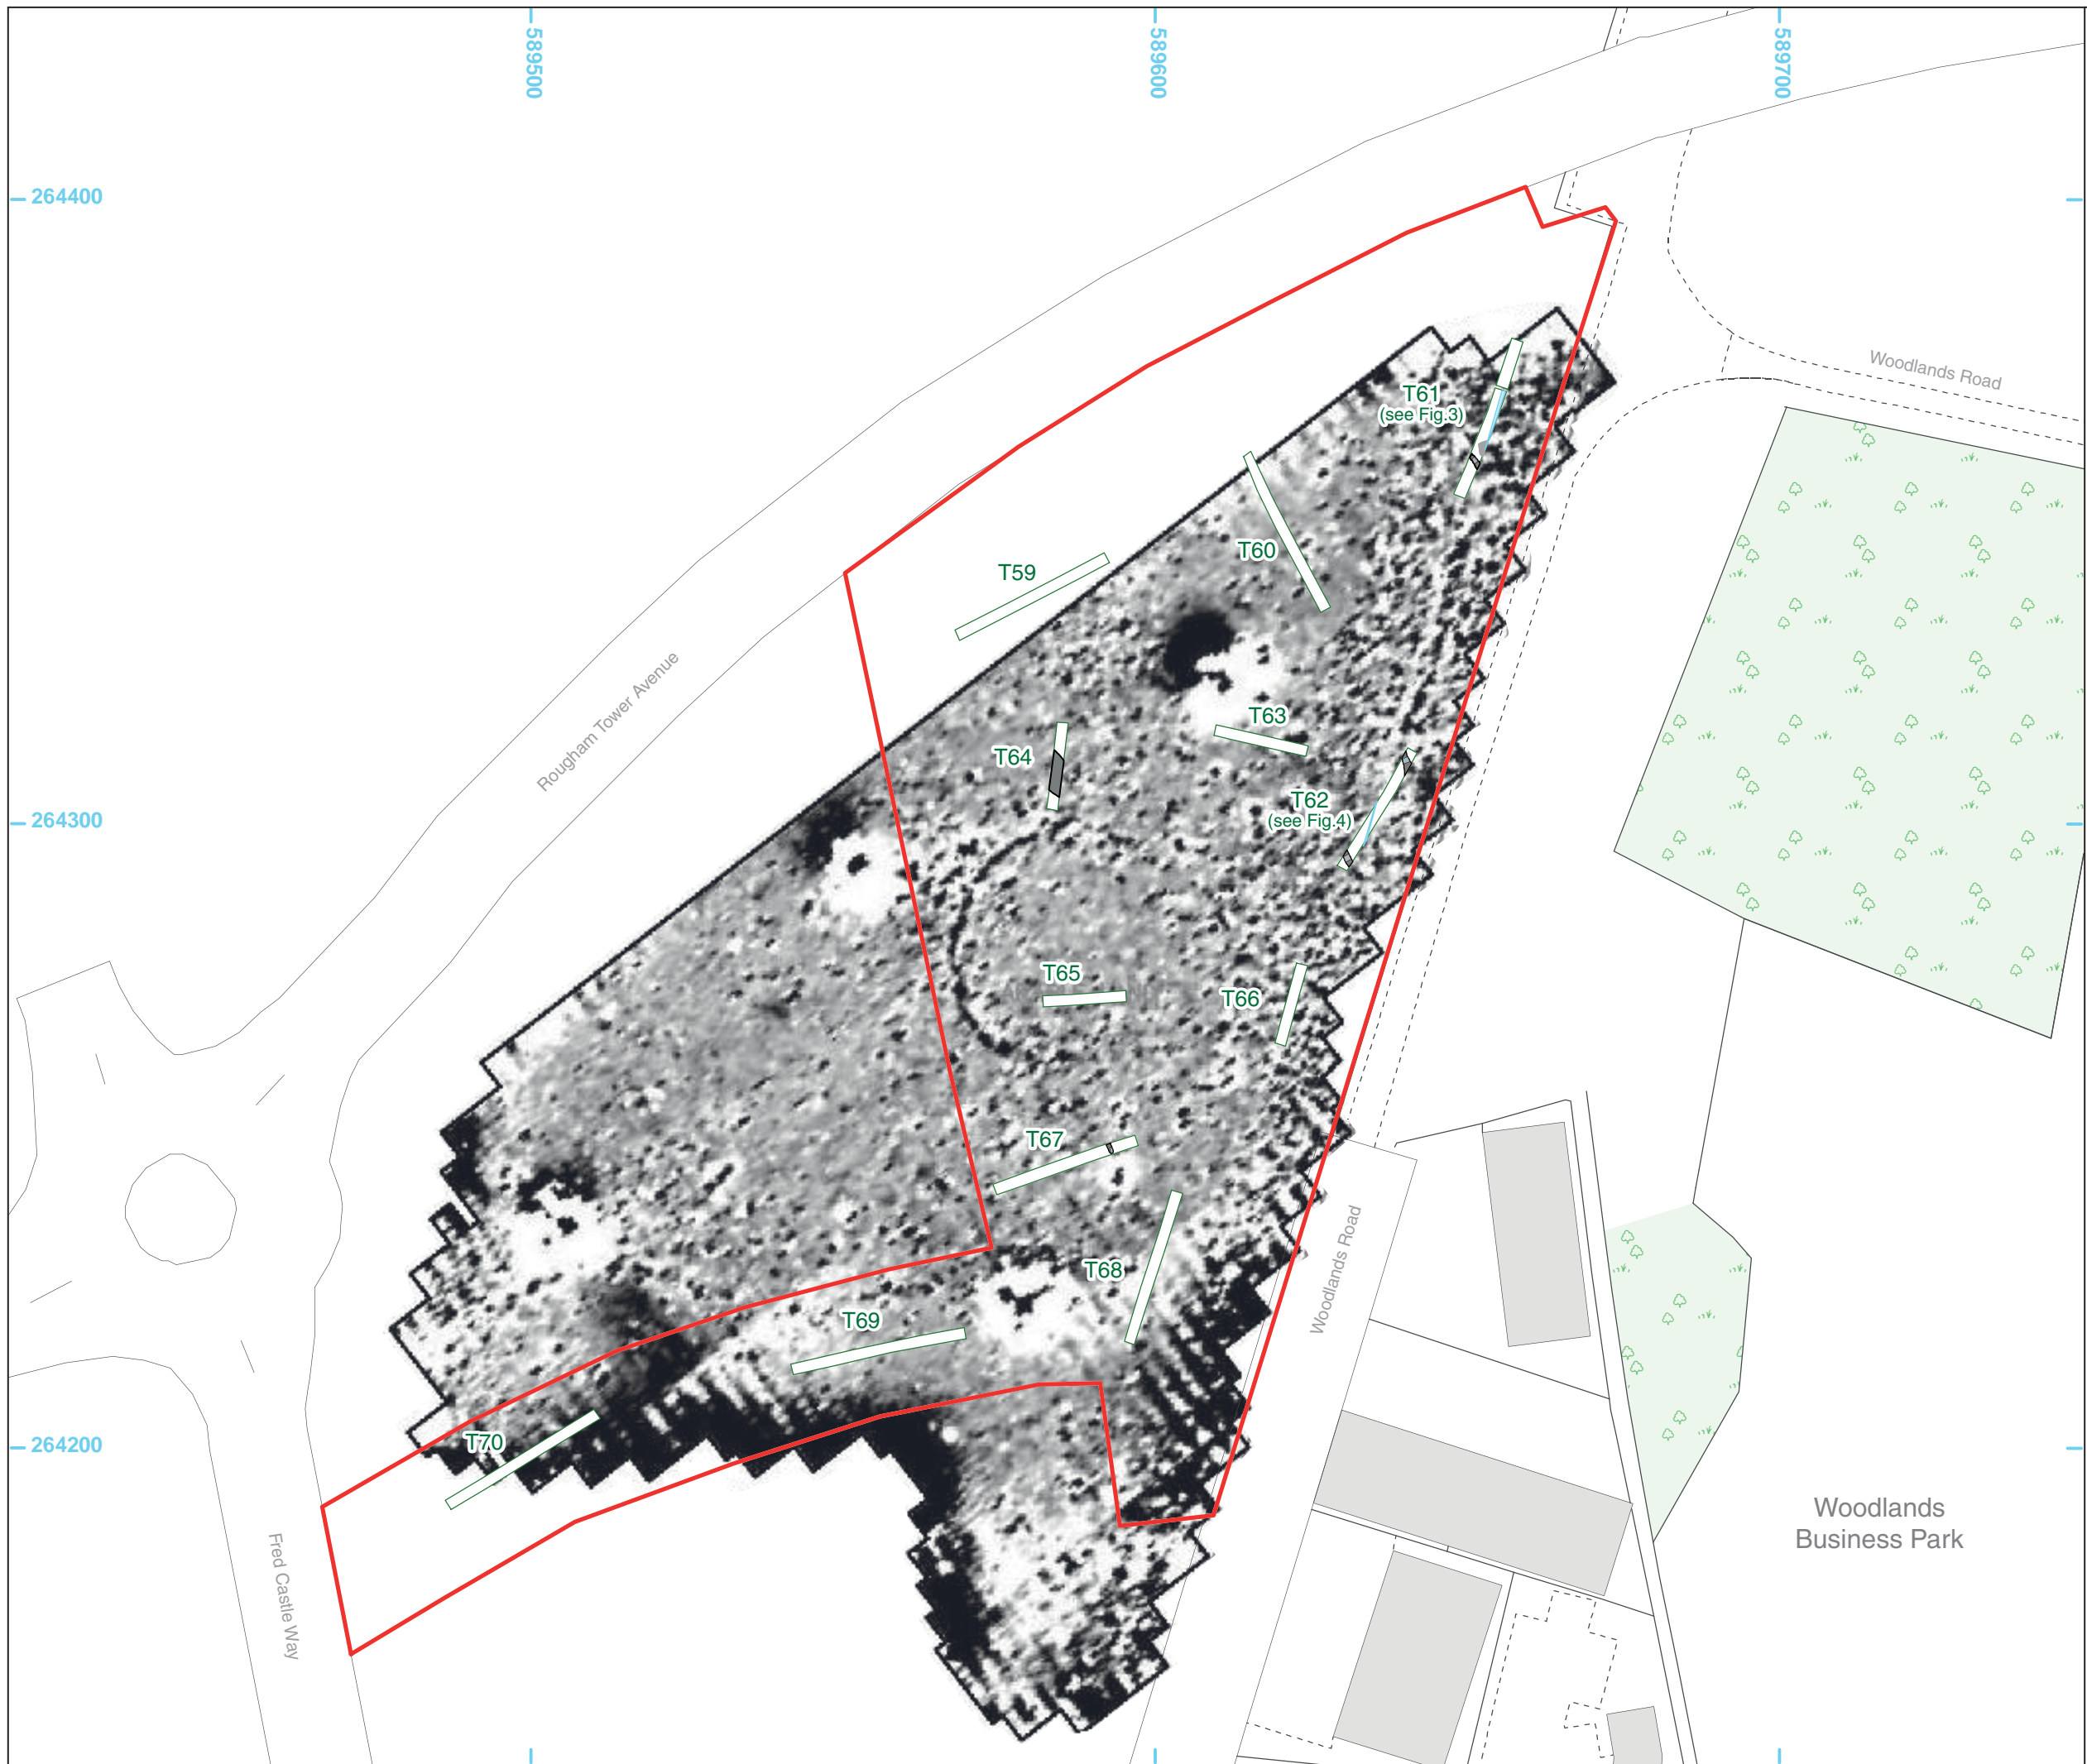 589500
589600
589700
264400
264300
264200
Woodlands Road
Rougham Tower Avenue
T61
(see Fig.3)
T60
T59
T63
T64
T62
(see Fig.4)
T65
T66
T67
T68
T69
T70
Woodlands Road
Fred Castle Way
Woodlands
Business Park